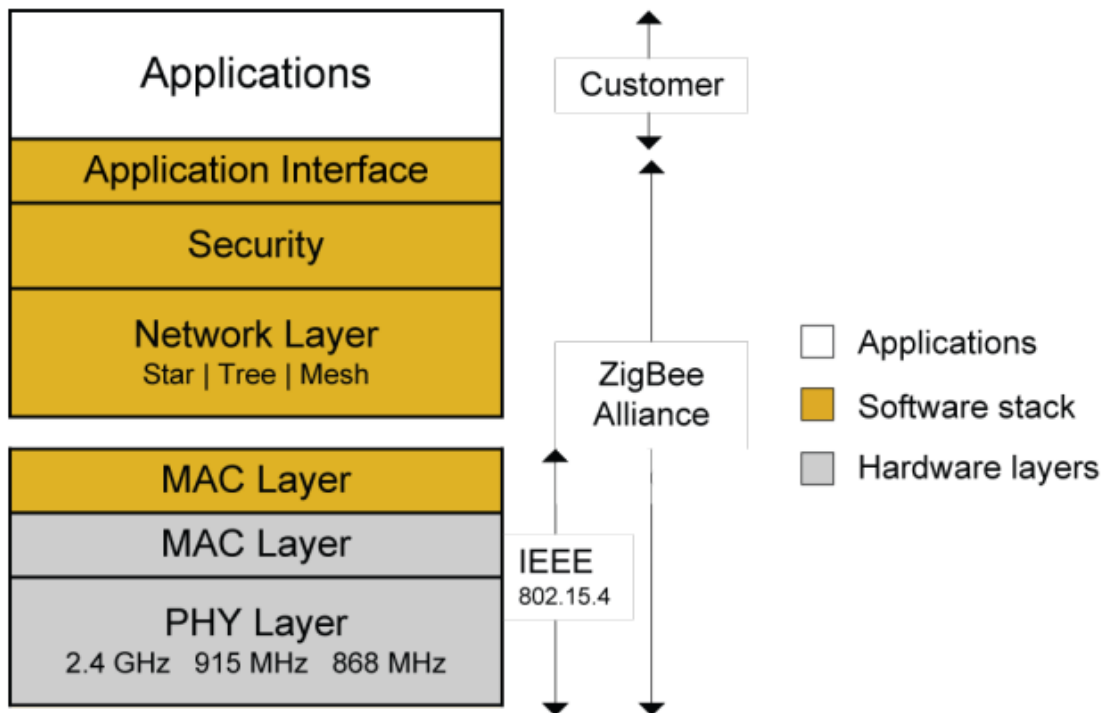 Applications
Application Interface
Security
Network Layer
Star | Tree | Mesh
MAC Layer
MAC Layer
PHY Layer
2.4 GHz 915 MHz 868 MHz
Customer
ZigBee
Alliance
IEEE
802.15.4
Applications
Software stack
Hardware layers